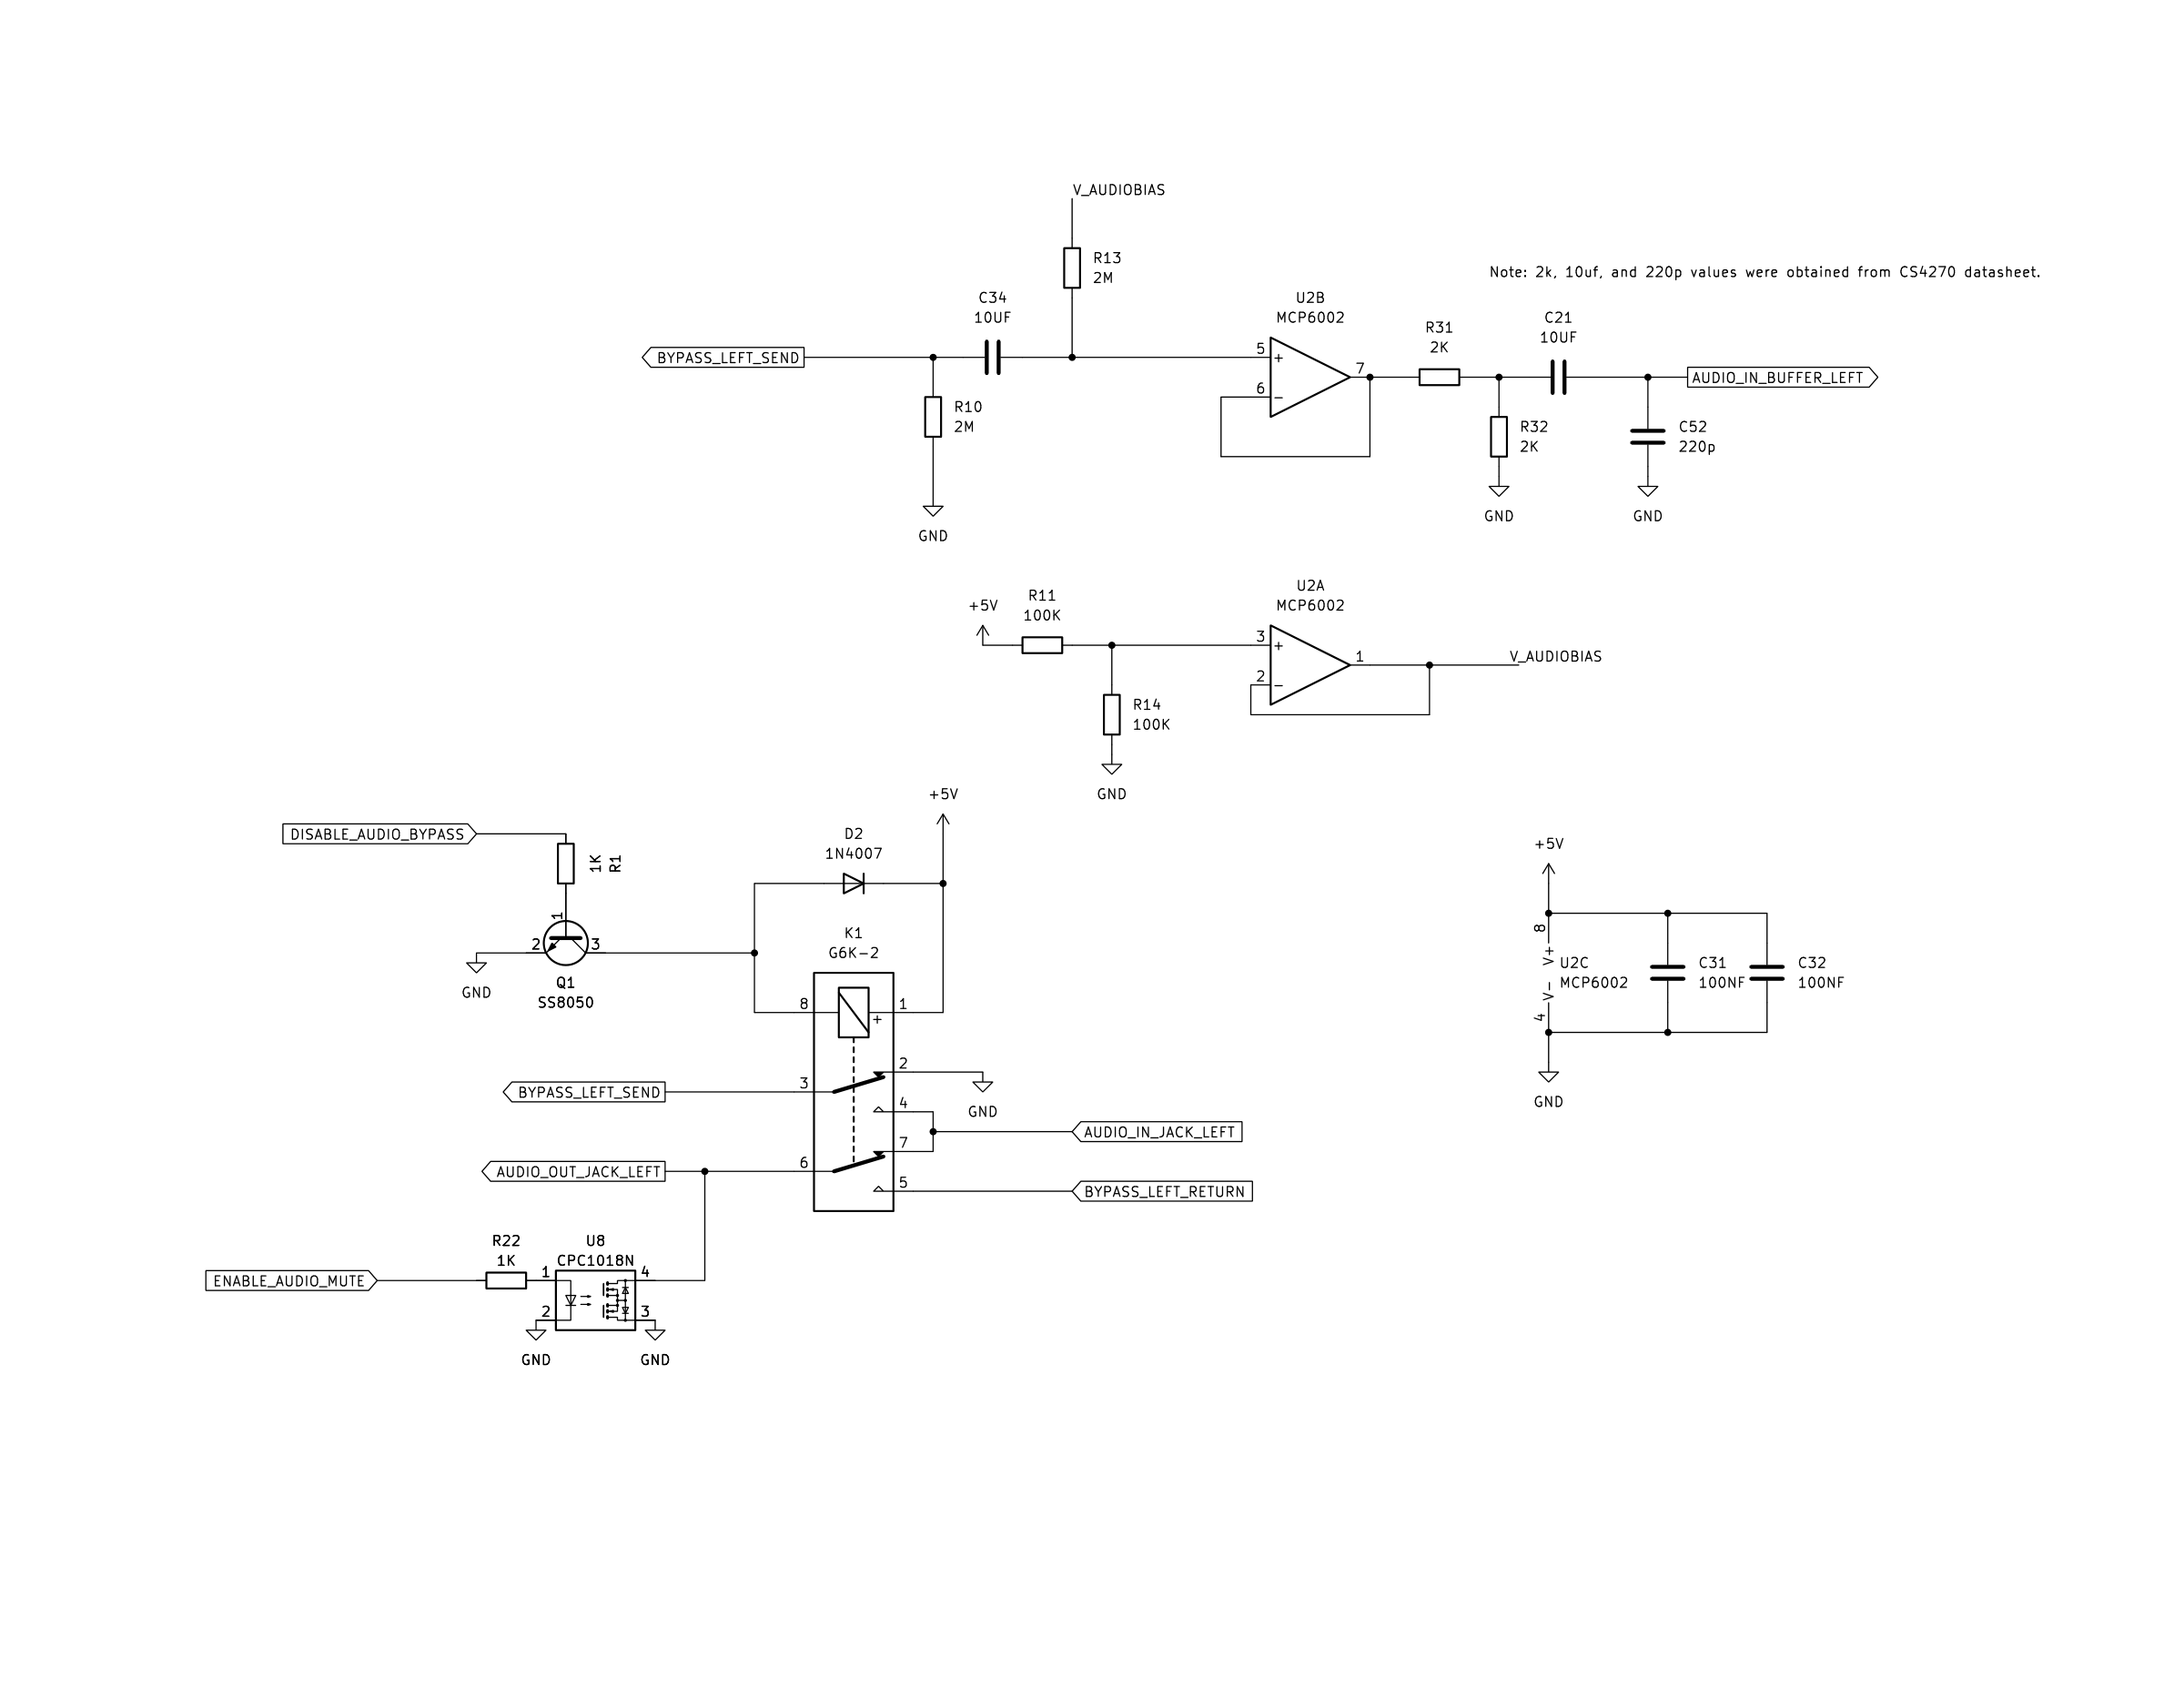 V_AUDIOBIAS
R13
2M
Note: 2k, 10uf, and 220p values were obtained from CS4270 datasheet.
C34
10UF
U2B
MCP6002
R31
2K
C21
10UF
BYPASS_LEFT_SEND
5
+
7
6
−
AUDIO_IN_BUFFER_LEFT
R10
2M
R32
2K
C52
220p
GND
GND
GND
+5V
R11
100K
U2A
MCP6002
3
+
1
2
−
V_AUDIOBIAS
R14
100K
GND
+5V
DISABLE_AUDIO_BYPASS
1K
R1
D2
1N4007
1
2
3
GND
Q1
SS8050
K1
G6K-2
8
1
+
2
BYPASS_LEFT_SEND
3
GND
4
AUDIO_IN_JACK_LEFT
7
AUDIO_OUT_JACK_LEFT
6
5
BYPASS_LEFT_RETURN
+5V
8
V+
U2C
MCP6002
V-
4
C31
100NF
C32
100NF
GND
R22
1K
U8
CPC1018N
ENABLE_AUDIO_MUTE
1
4
2
3
GND
GND